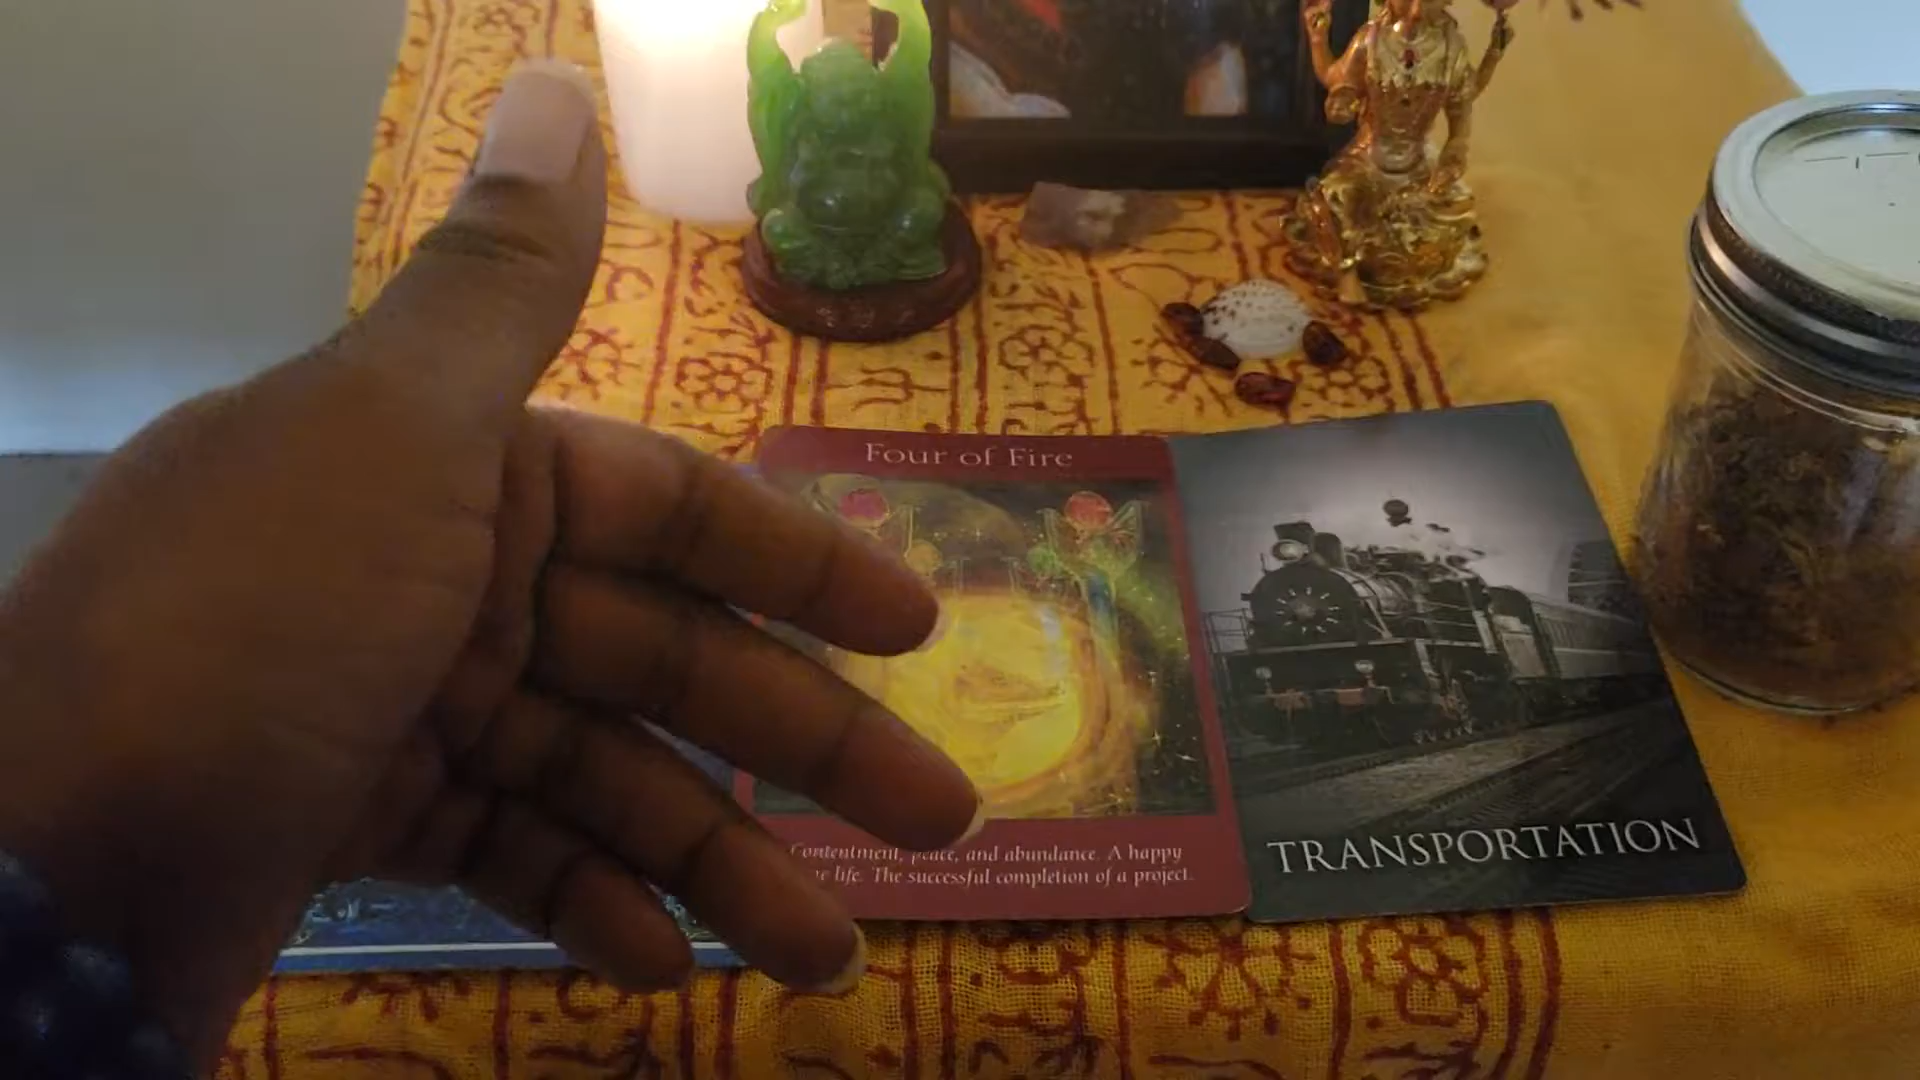 Four of Fire
Contentment, peace, and abundance. A happy
life. The successful completion of a project.
TRANSPORTATION